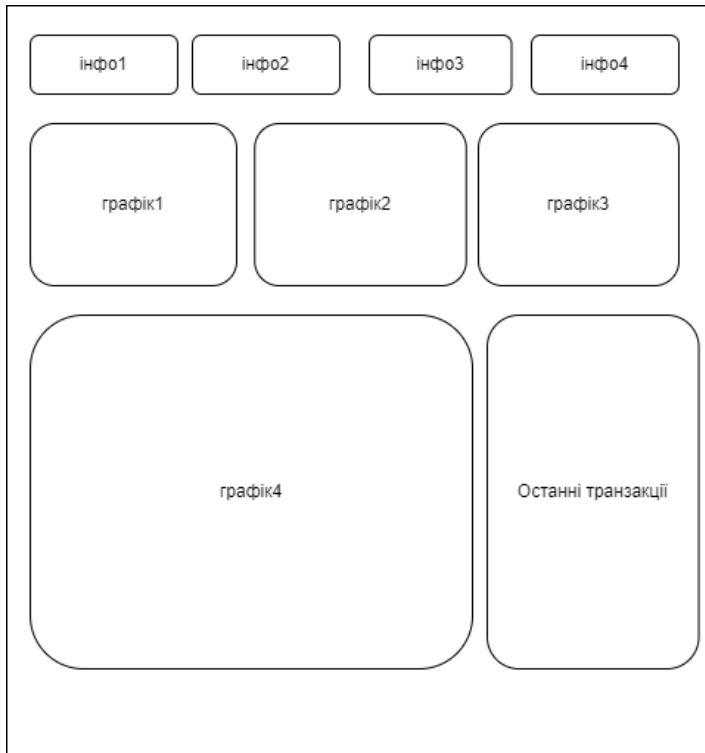 інфо1
інфо2
інфо3
інфо4
графік1
графік2
графік3
графік4
Останні транзакції